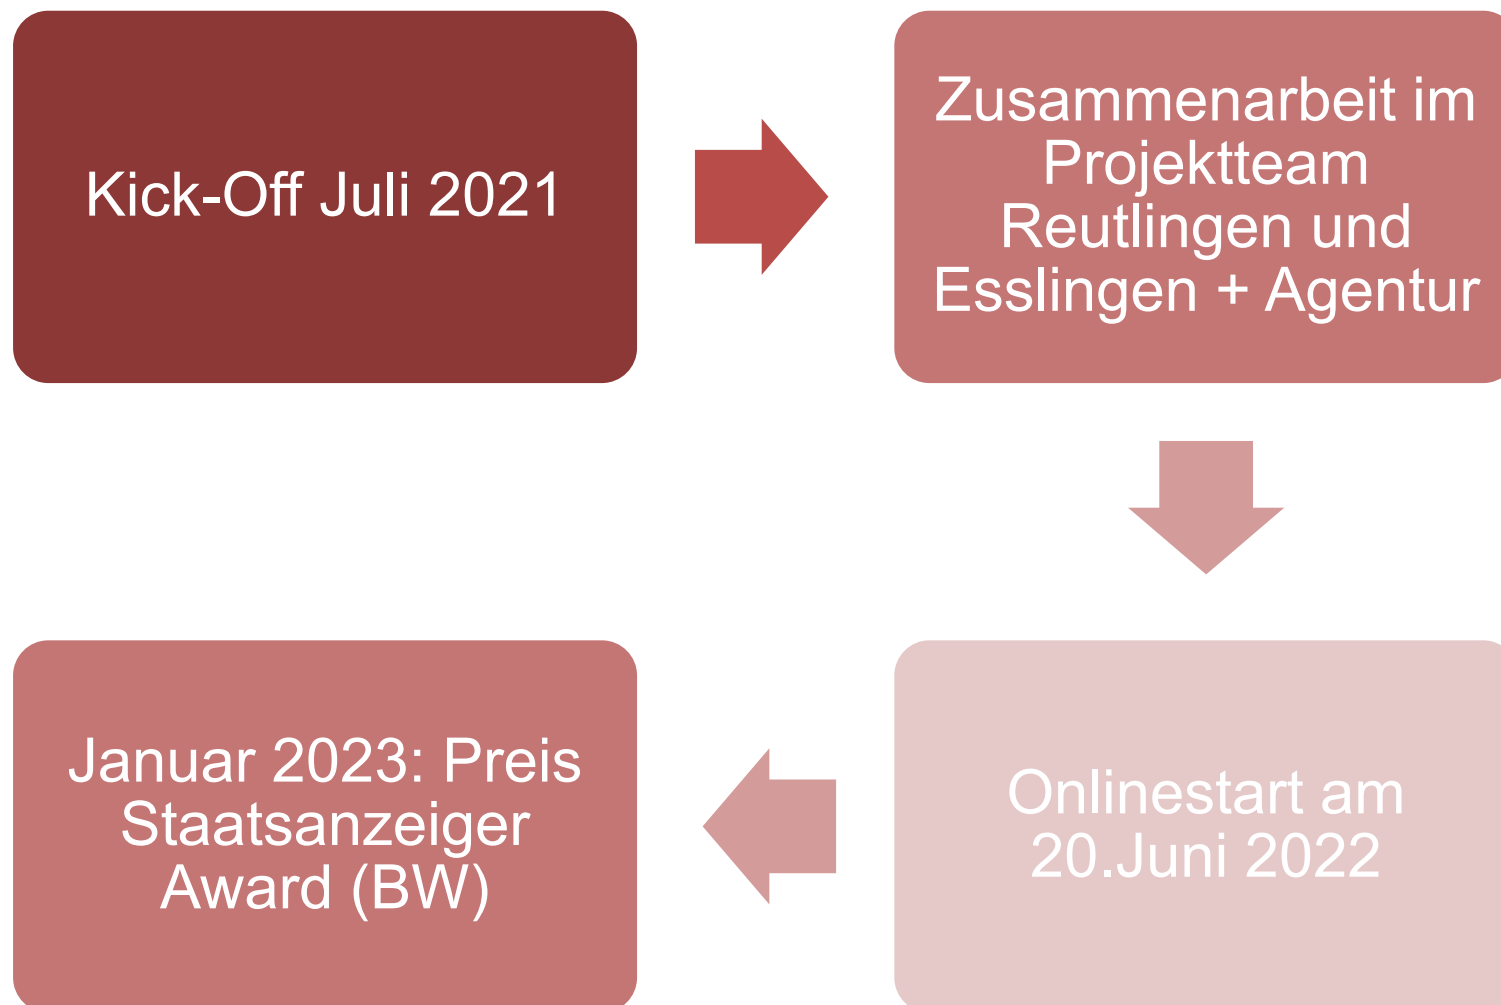 Kick-Off Juli 2021
Zusammenarbeit im
Projektteam
Reutlingen und
Esslingen + Agentur
Onlinestart am
20.Juni 2022
Januar 2023: Preis
Staatsanzeiger
Award (BW)